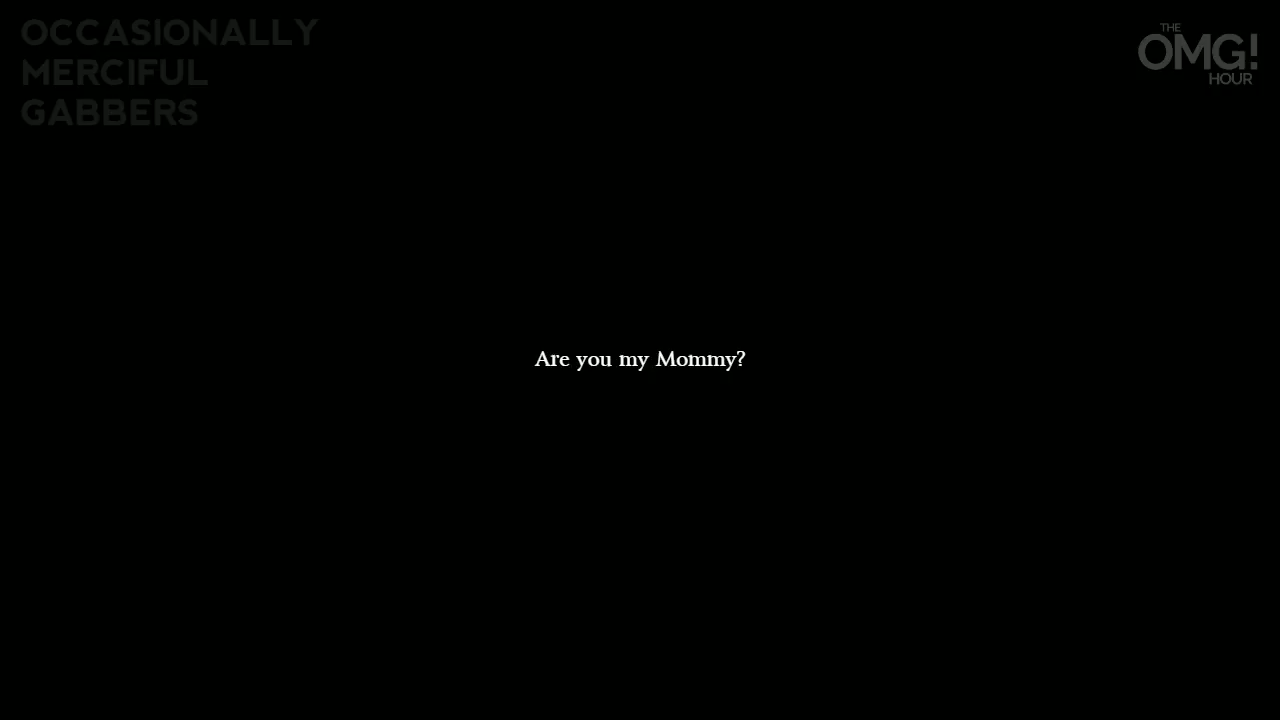 OCCASIONALLY
MERCIFUL
GABBERS
THE
OMG!
HOUR
Are you my Mommy?